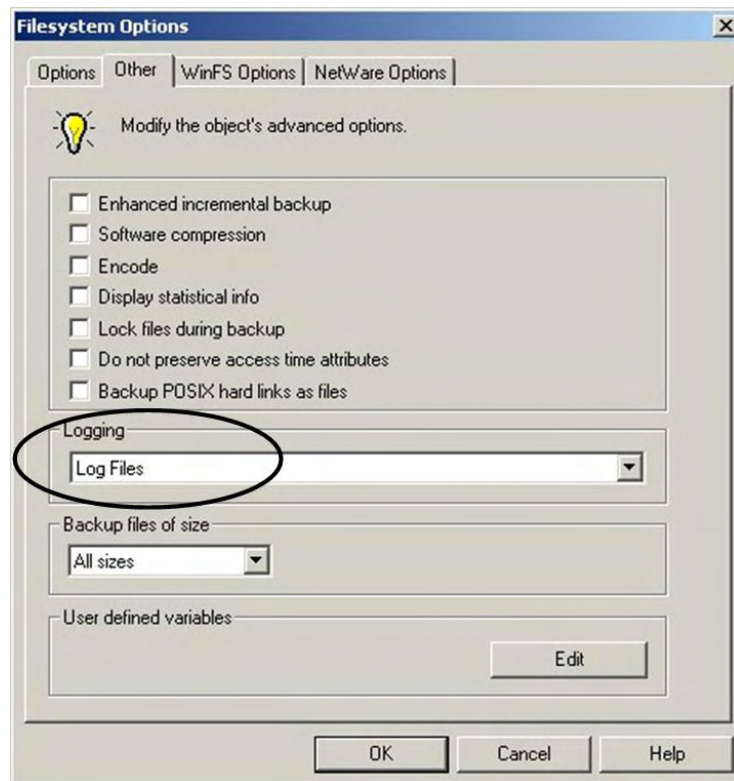 Filesystem Options
Options Other WinFS Options NetWare Options
Modify the object's advanced options.
Enhanced incremental backup
Software compression
Encode
Display statistical info
Lock files during backup
Do not preserve access time attributes
Backup POSIX hard links as files
Logging
Log Files
Backup files of size
All sizes
User defined variables
Edit
OK Cancel Help